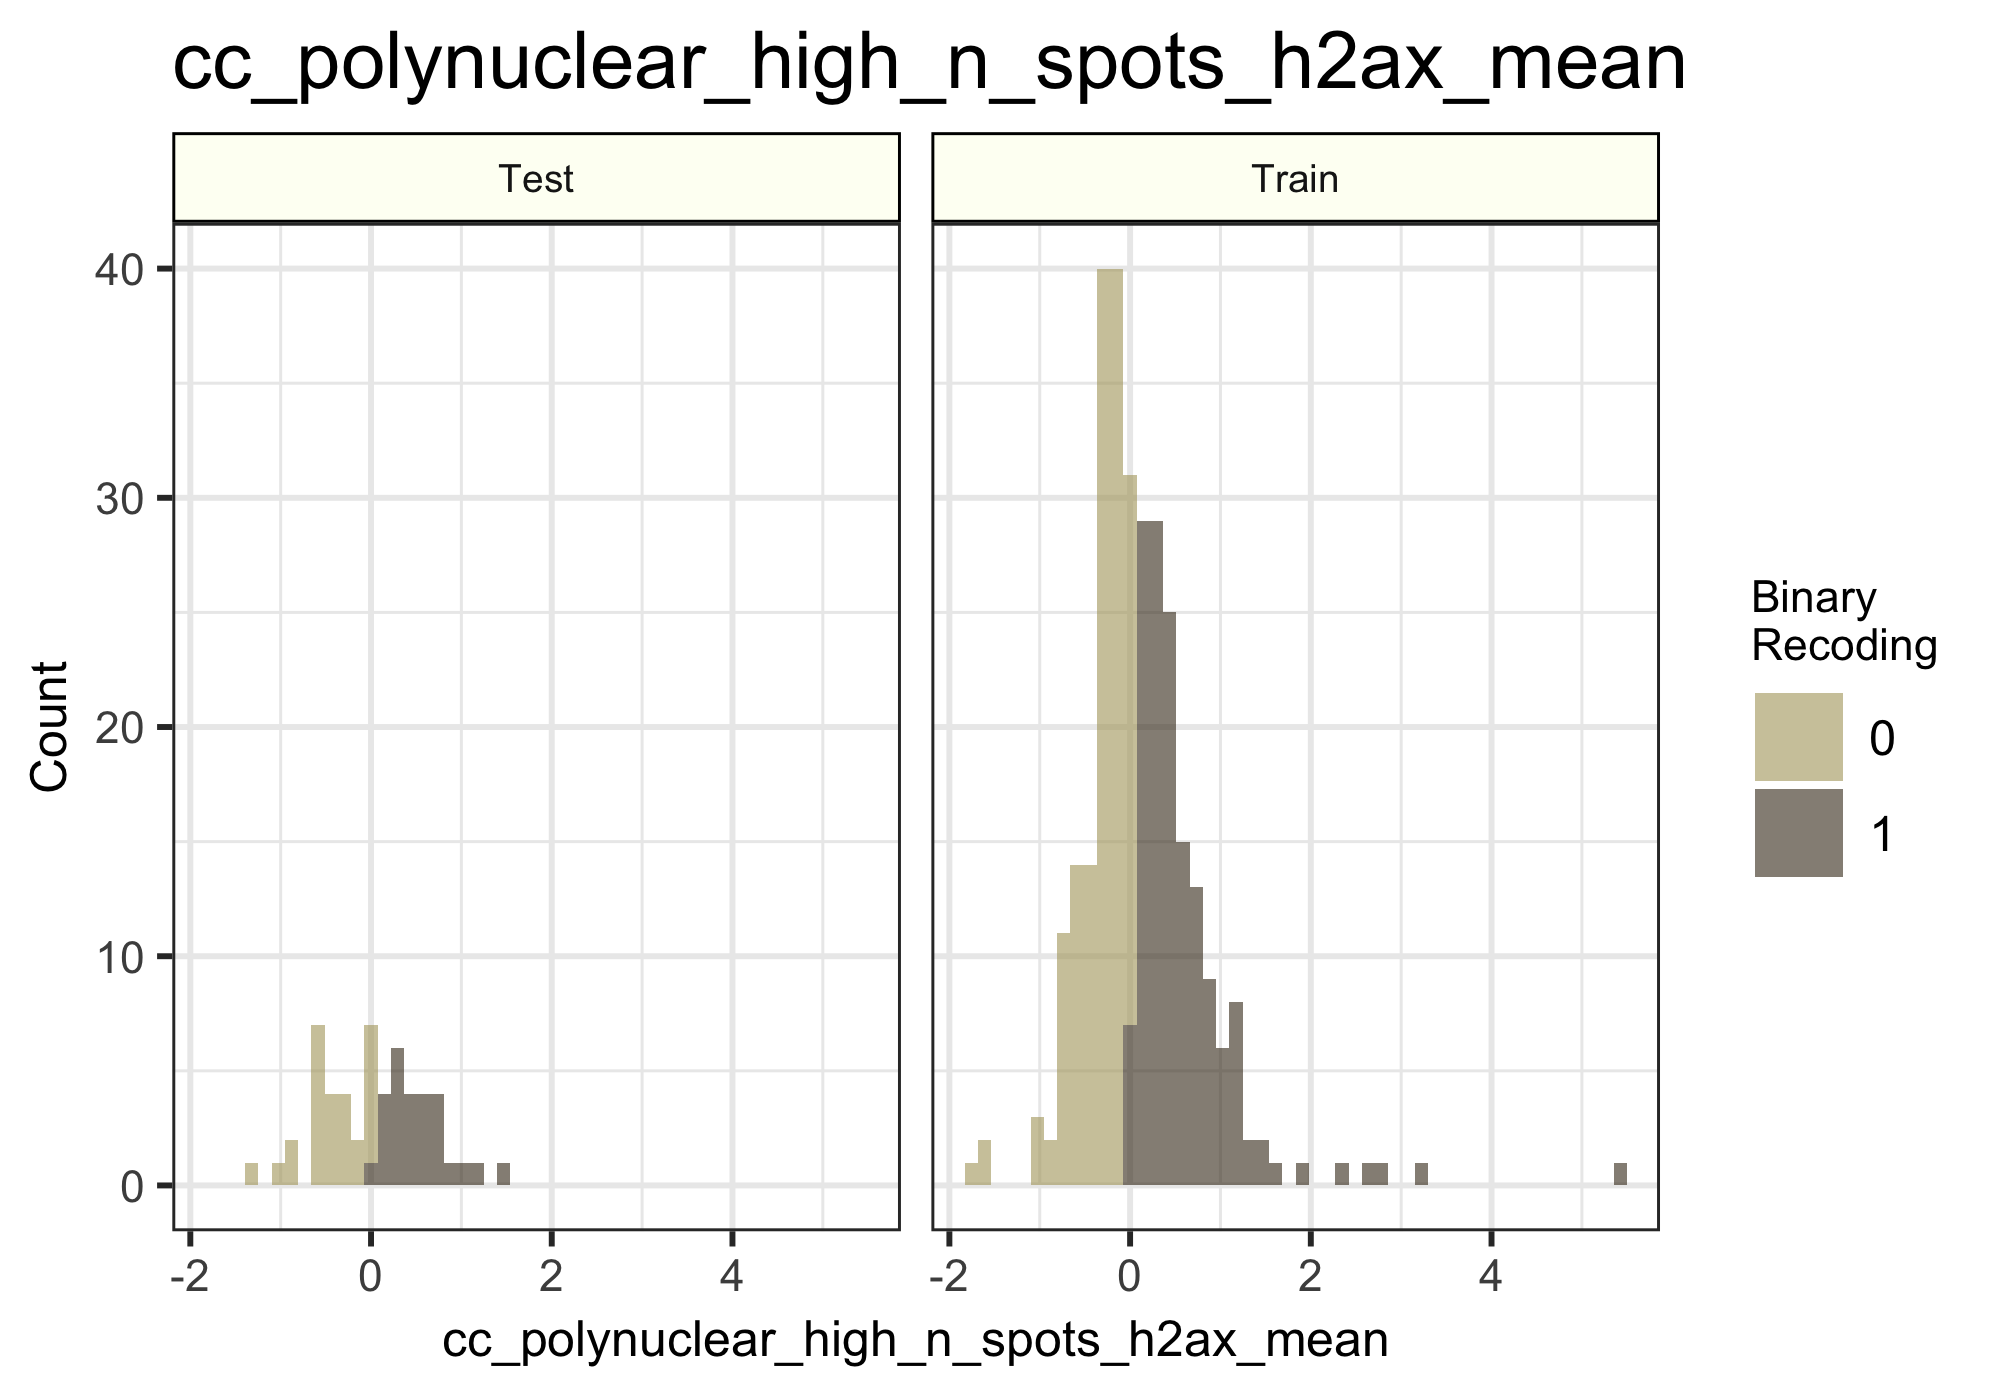 cc_polynuclear_high_n_spots_h2ax_mean
Test
Train
40
30
20
10
0
Count
-2
0
2
4
-2
0
2
4
cc_polynuclear_high_n_spots_h2ax_mean
Binary
Recoding
0
1